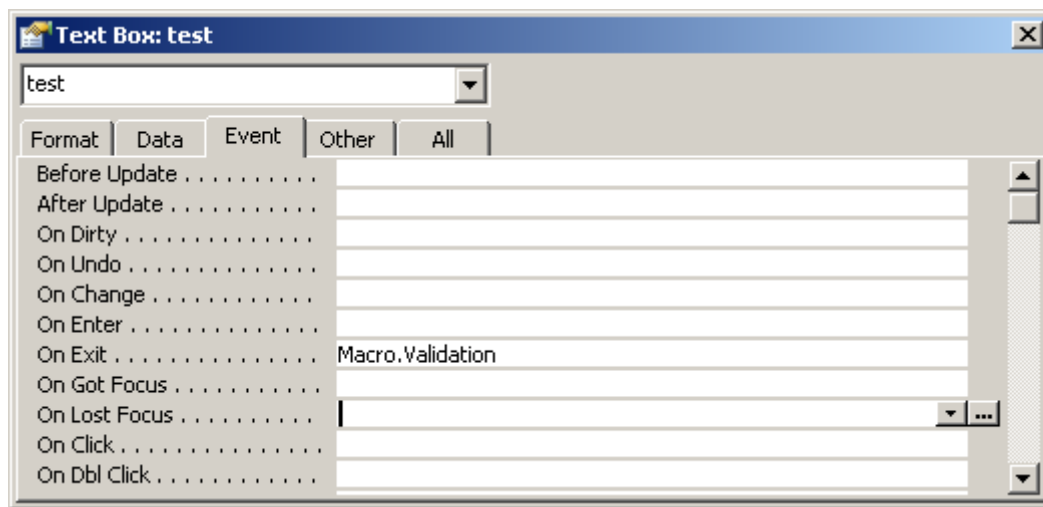 Text Box: test
test
Format Data Event Other All
Before Update . . . . . . . . . .
After Update . . . . . . . . . . .
On Dirty . . . . . . . . . . . . . .
On Undo . . . . . . . . . . . . . .
On Change . . . . . . . . . . . .
On Enter . . . . . . . . . . . . . .
On Exit . . . . . . . . . . . . . . . Macro.Validation
On Got Focus . . . . . . . . . . .
On Lost Focus . . . . . . . . . . ...
On Click . . . . . . . . . . . . . . .
On Dbl Click . . . . . . . . . . . .